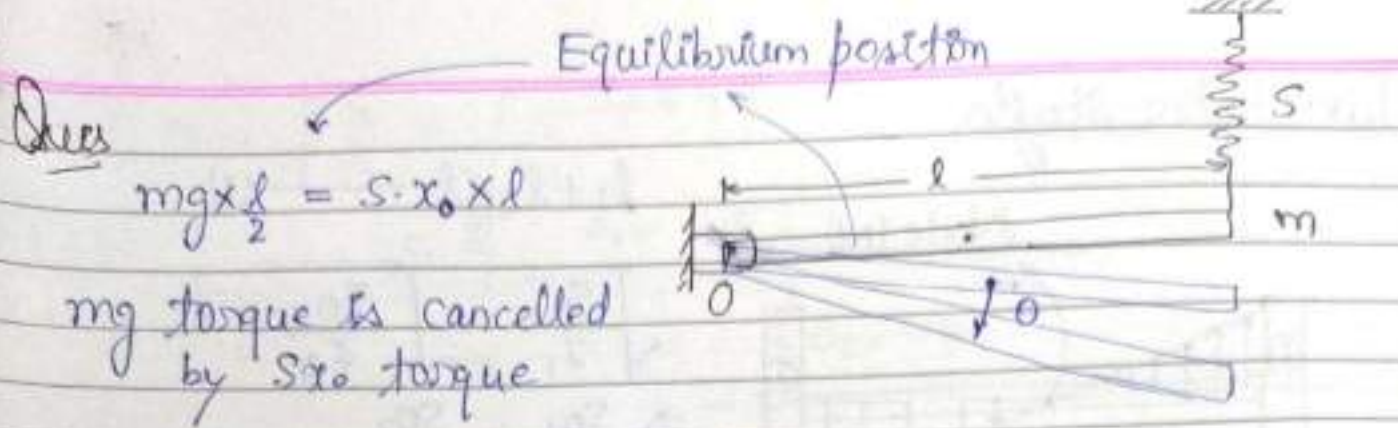 Equilibrium position
Ques
S
l
mg × l/2 = S·x₀ × l
m
O
θ
mg torque is cancelled
by Sx₀ torque